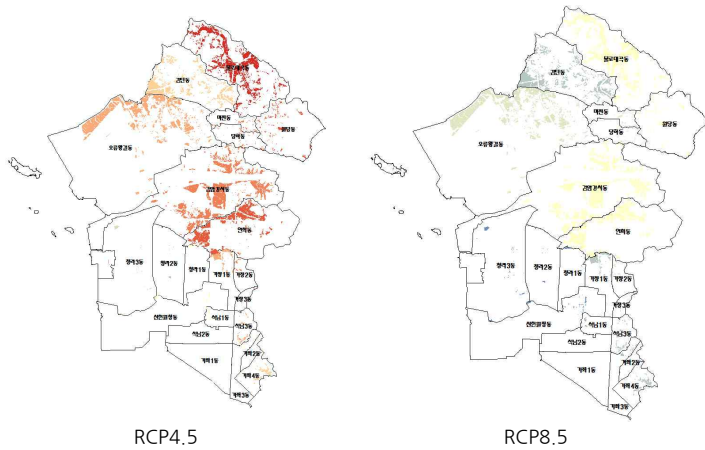 불로대곡동
검단동
마전동
당하동
원당동
오류왕길동
검암경서동
연희동
청라3동
청라2동
청라1동
가정1동
가정2동
가정3동
신현원창동
석남1동
석남3동
석남2동
가좌1동
가좌2동
가좌4동
가좌3동
RCP4.5
불로대곡동
검단동
마전동
당하동
원당동
오류왕길동
검암경서동
연희동
청라3동
청라2동
청라1동
가정1동
가정2동
가정3동
신현원창동
석남1동
석남3동
석남2동
가좌1동
가좌2동
가좌4동
가좌3동
RCP8.5